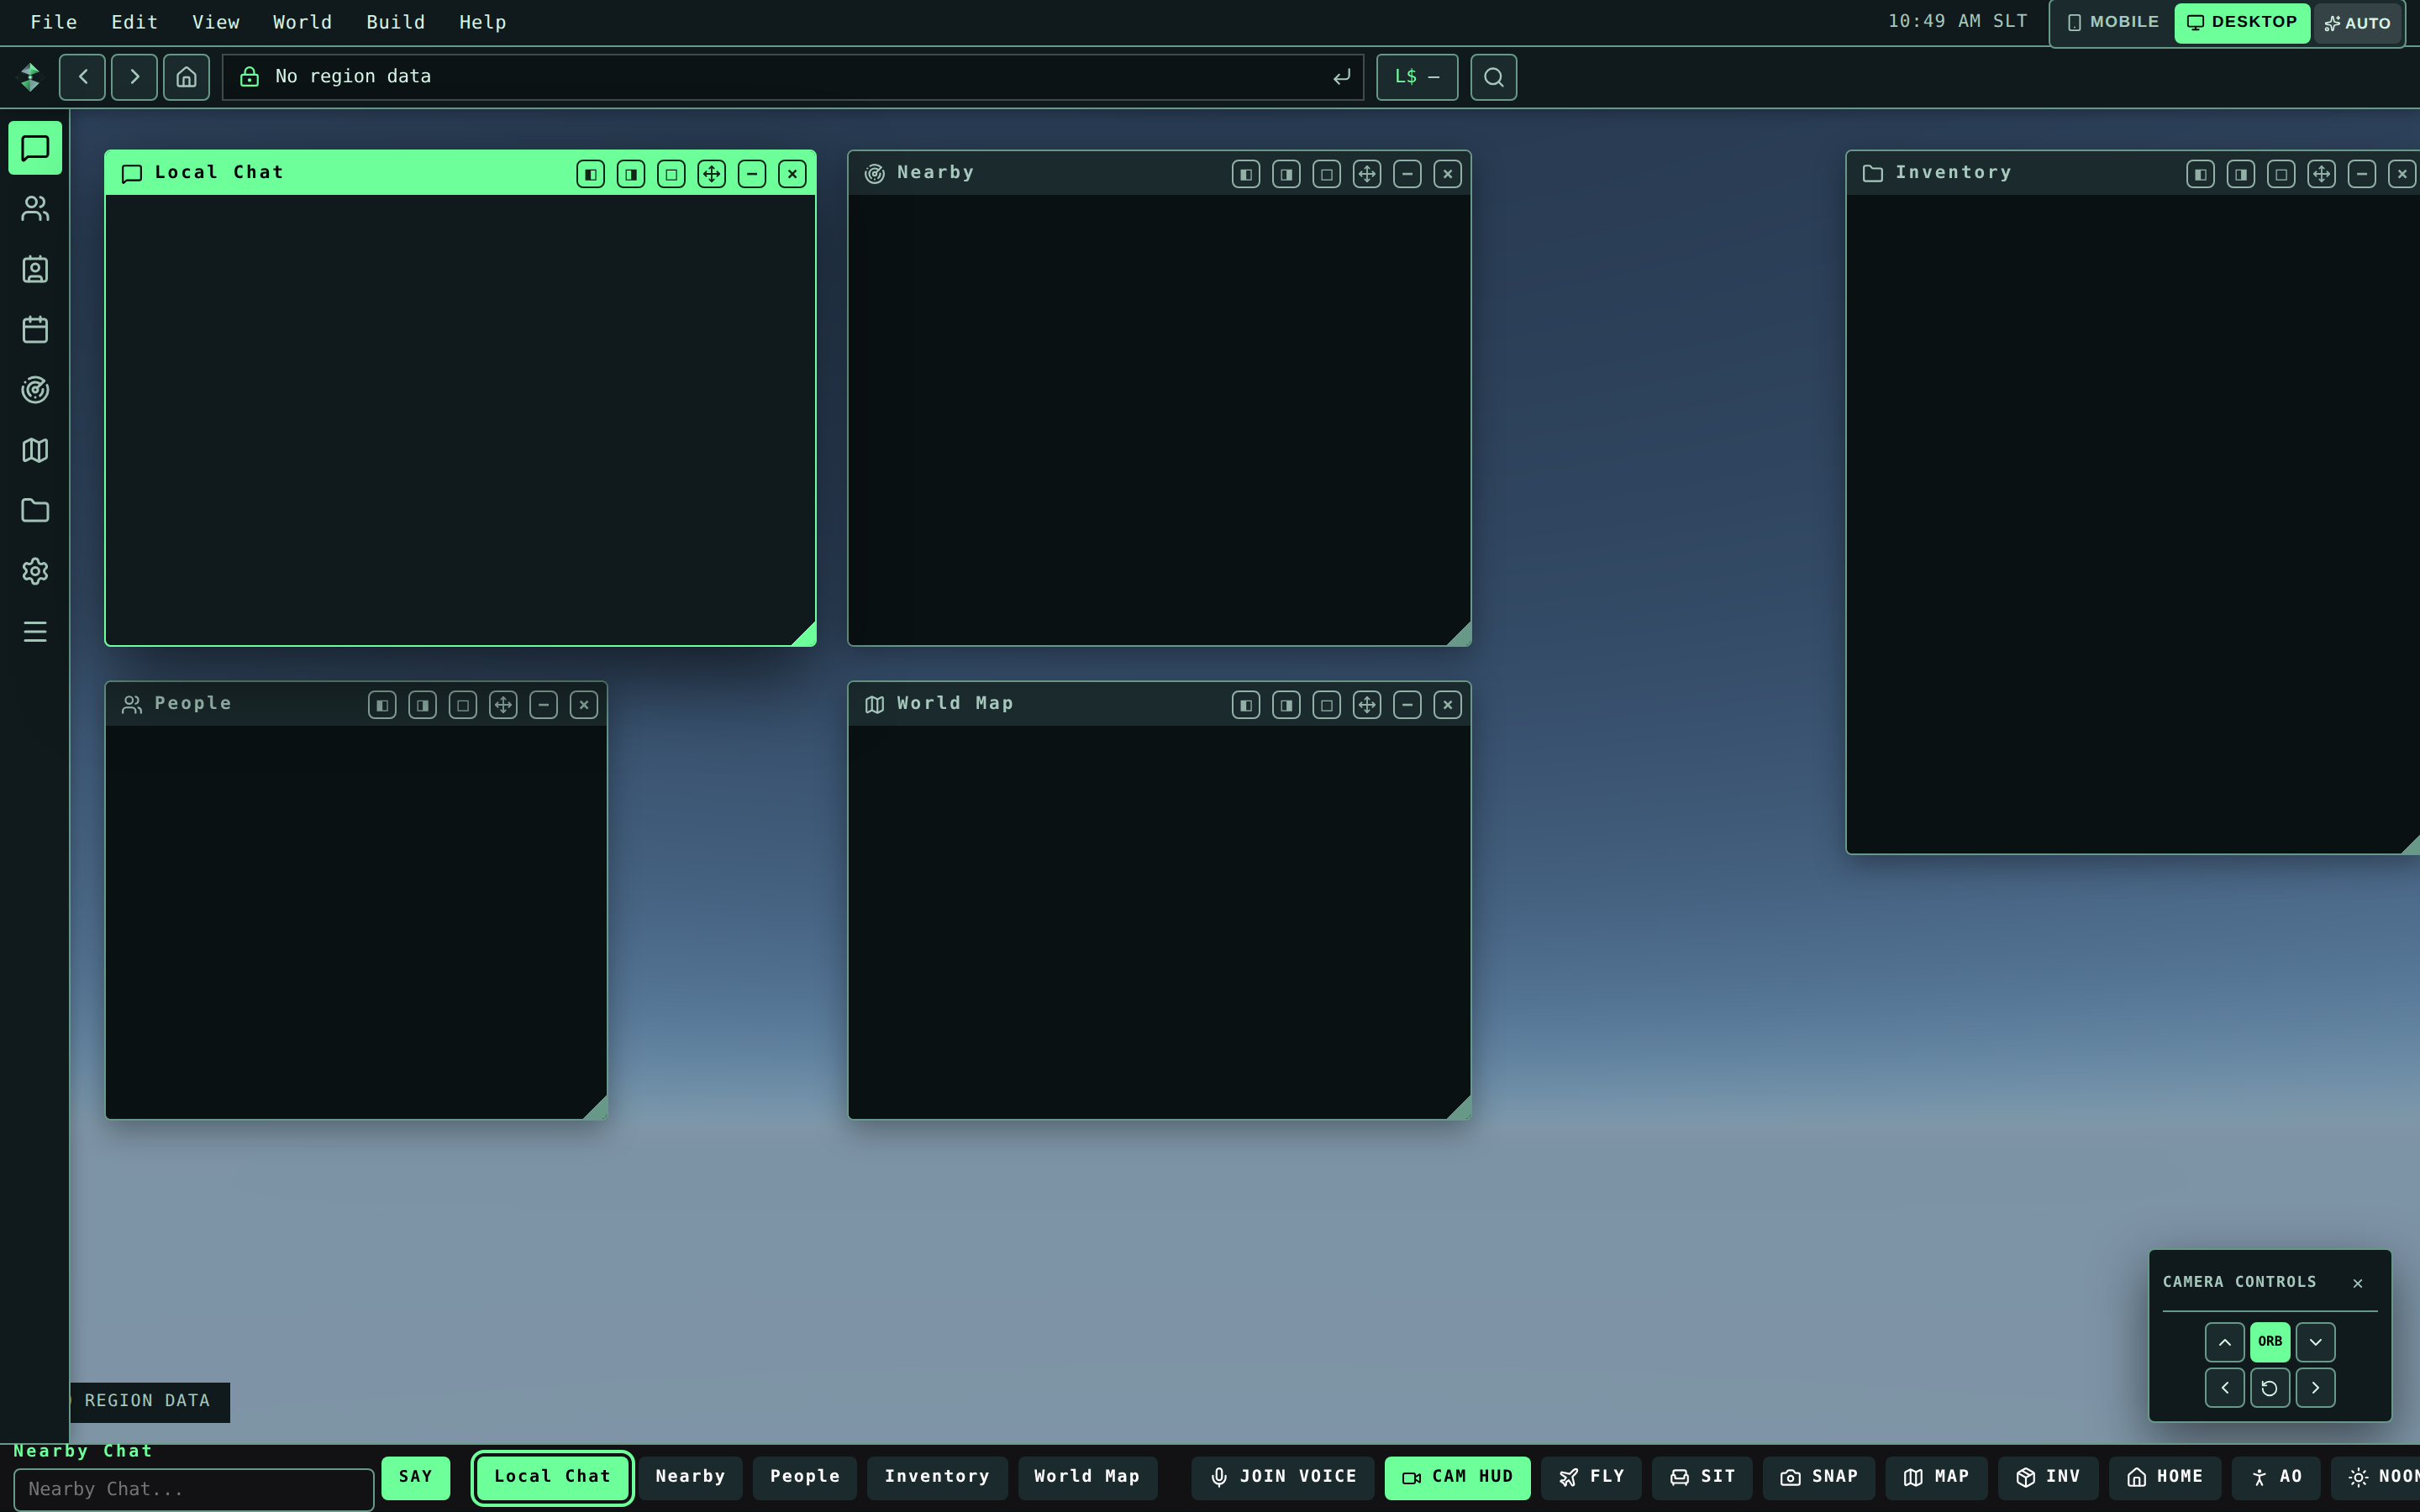 File Edit View World Build Help
10:49 AM SLT MOBILE DESKTOP AUTO
No region data L$ —
Local Chat
Nearby
Inventory
People
World Map
CAMERA CONTROLS
ORB
REGION DATA
Nearby Chat
Nearby Chat... SAY Local Chat Nearby People Inventory World Map JOIN VOICE CAM HUD FLY SIT SNAP MAP INV HOME AO